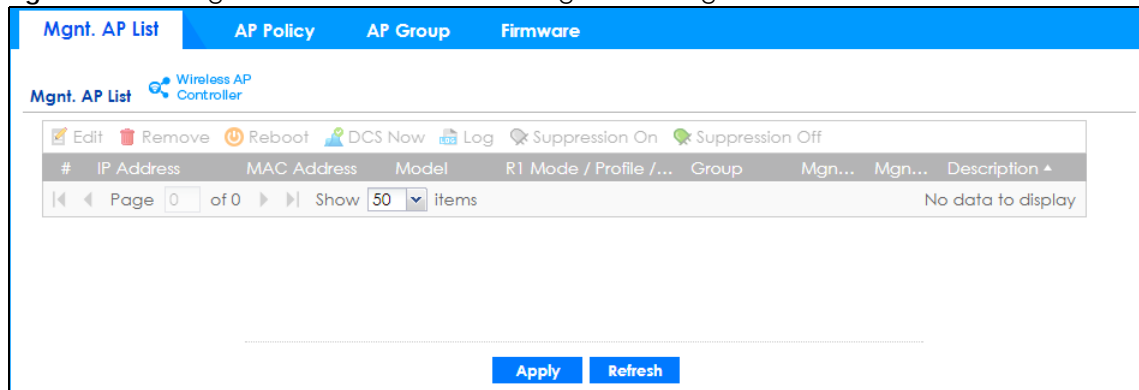 Mgnt. AP List AP Policy AP Group Firmware
Mgnt. AP List Wireless AP
Controller
Edit Remove Reboot DCS Now Log Suppression On Suppression Off
# IP Address MAC Address Model R1 Mode / Profile /... Group Mgn... Mgn... Description
Page 0 of 0 Show 50 items No data to display
Apply Refresh